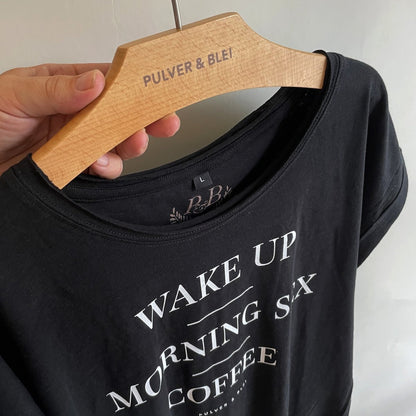 PULVER & BLEI
L
P&B
WAKE UP
MORNING SEX
COFFEE
PULVER & BLEI